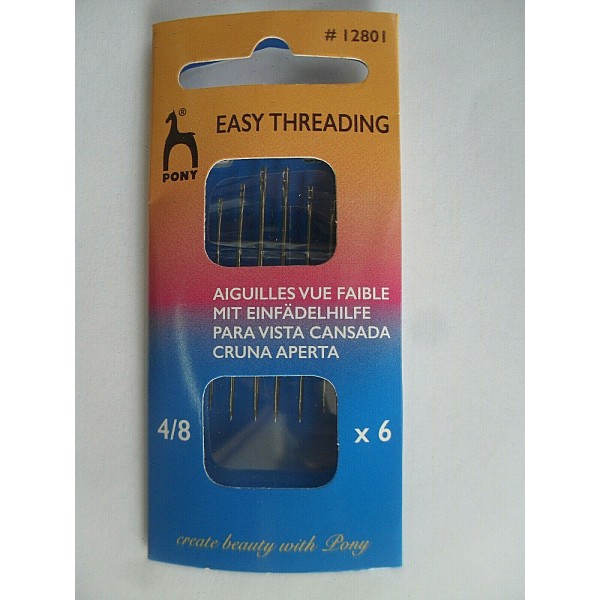 # 12801
®
EASY THREADING
PONY
AIGUILLES VUE FAIBLE
MIT EINFÄDELHILFE
PARA VISTA CANSADA
CRUNA APERTA
4/8 x 6
create beauty with Pony